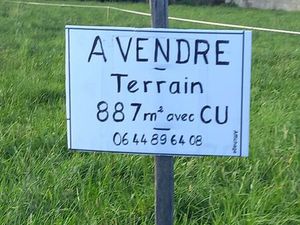 A VENDRE
Terrain
887m² avec CU
06 44 89 64 08